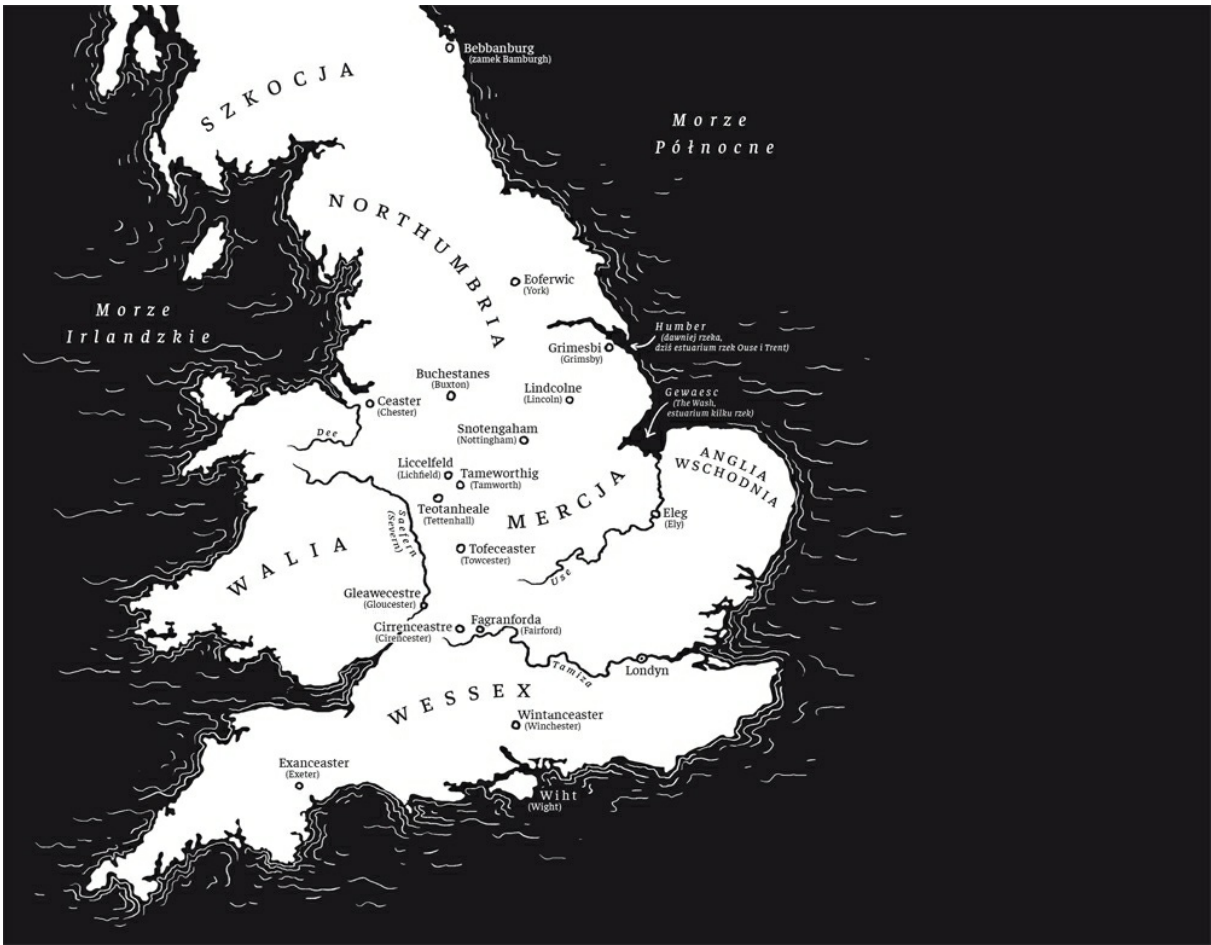 Bebbanburg
(zamek Bamburgh)
SZKOCJA
Morze
Północne
NORTHUMBRIA
Eoferwic
(York)
Morze
Irlandzkie
Humber
(dawniej rzeka,
dziś estuarium rzek Ouse i Trent)
Grimesbi
(Grimsby)
Buchestanes
(Buxton)
Lindcolne
(Lincoln)
Ceaster
(Chester)
Gewaesc
(The Wash,
estuarium kilku rzek)
Dee
Snotengaham
(Nottingham)
ANGLIA
WSCHODNIA
Liccelfeld
(Lichfield)
Tameworthig
(Tamworth)
MERCJA
Teotanheale
(Tettenhall)
Saefern
(Severn)
Eleg
(Ely)
WALIA
Tofeceaster
(Towcester)
Use
Gleawecestre
(Gloucester)
Cirrenceastre
(Cirencester)
Fagranforda
(Fairford)
Tamiza
Londyn
WESSEX
Wintanceaster
(Winchester)
Exanceaster
(Exeter)
Wiht
(Wight)